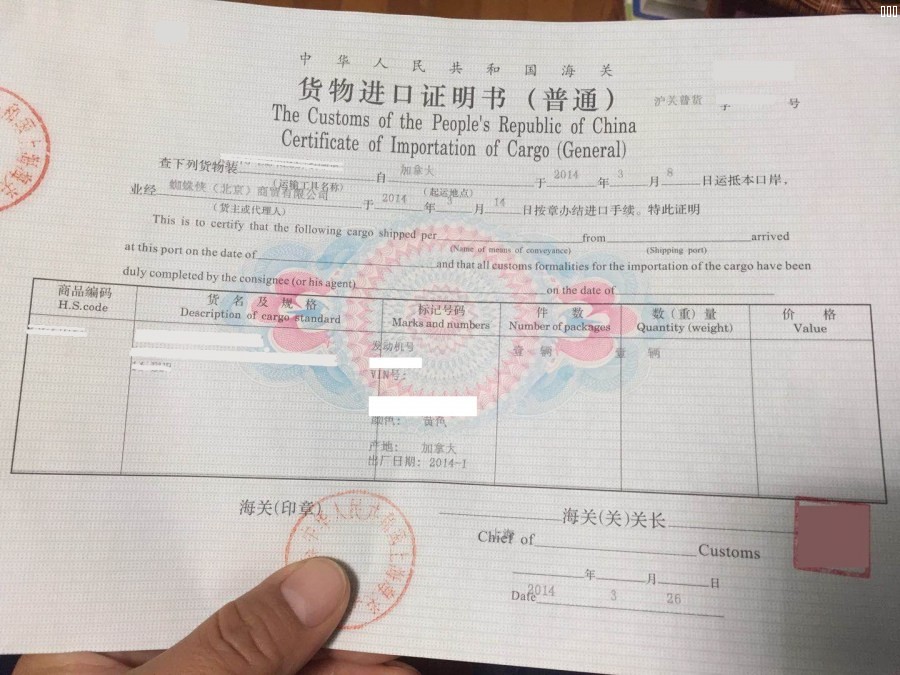 中华人民共和国海关
货物进口证明书(普通)
沪关普货 字 号
The Customs of the People's Republic of China
Certificate of Importation of Cargo (General)
查下列货物装 自 加拿大 于 2014 年 3 月 8 日运抵本口岸,
(运输工具名称) (起运地点)
业经 蜘蛛侠(北京)商贸有限公司 于 2014 年 3 月 14 日按章办结进口手续。特此证明
(货主或代理人)
This is to certify that the following cargo shipped per from arrived
(Name of means of conveyance) (Shipping port)
at this port on the date of and that all customs formalities for the importation of the cargo have been
duly completed by the consignee (or his agent) on the date of
商品编码 货名及规格 标记号码 件 数 数(重)量 价 格
H.S.code Description of cargo standard Marks and numbers Number of packages Quantity (weight) Value
发动机号 壹 辆 壹 辆
VIN号:
颜色: 黄色
产地: 加拿大
出厂日期: 2014-1
海关(印章) 海关(关)关长
上海
Chief of Customs
年 月 日
Date 2014 3 26
中华人民共和国上海海关